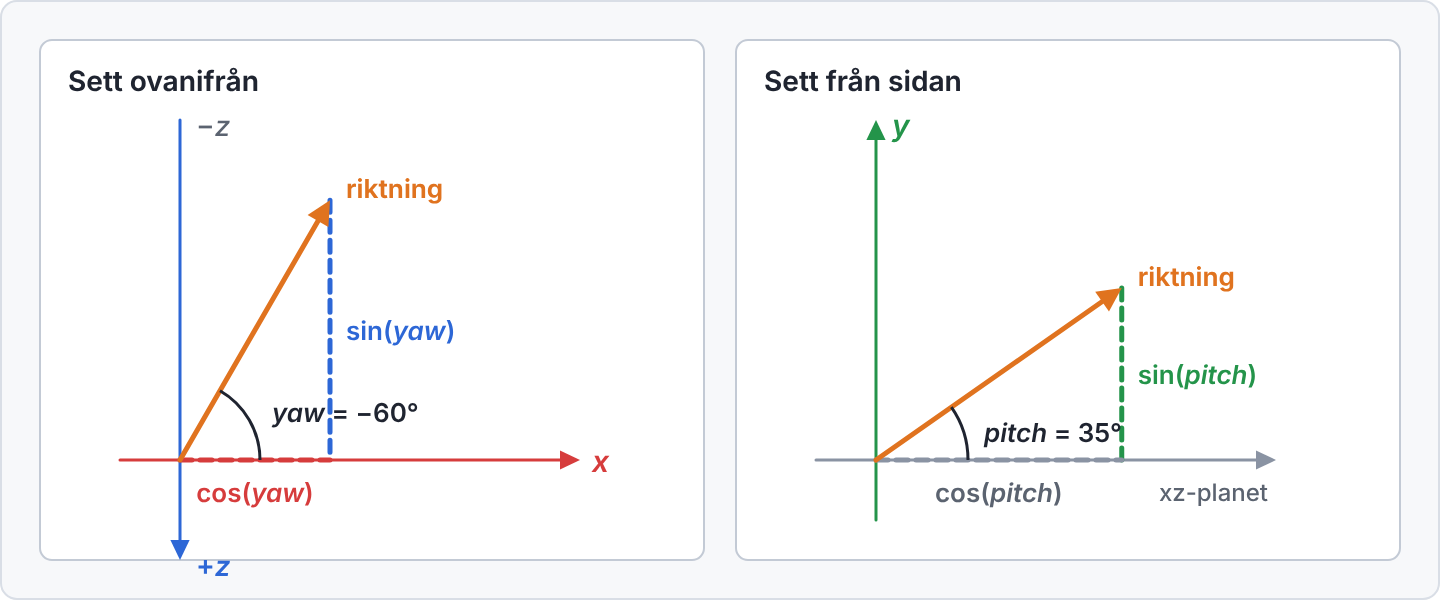 Sett ovanifrån
−z
riktning
sin(yaw)
yaw = −60°
x
cos(yaw)
+z
Sett från sidan
y
riktning
sin(pitch)
pitch = 35°
cos(pitch)
xz-planet